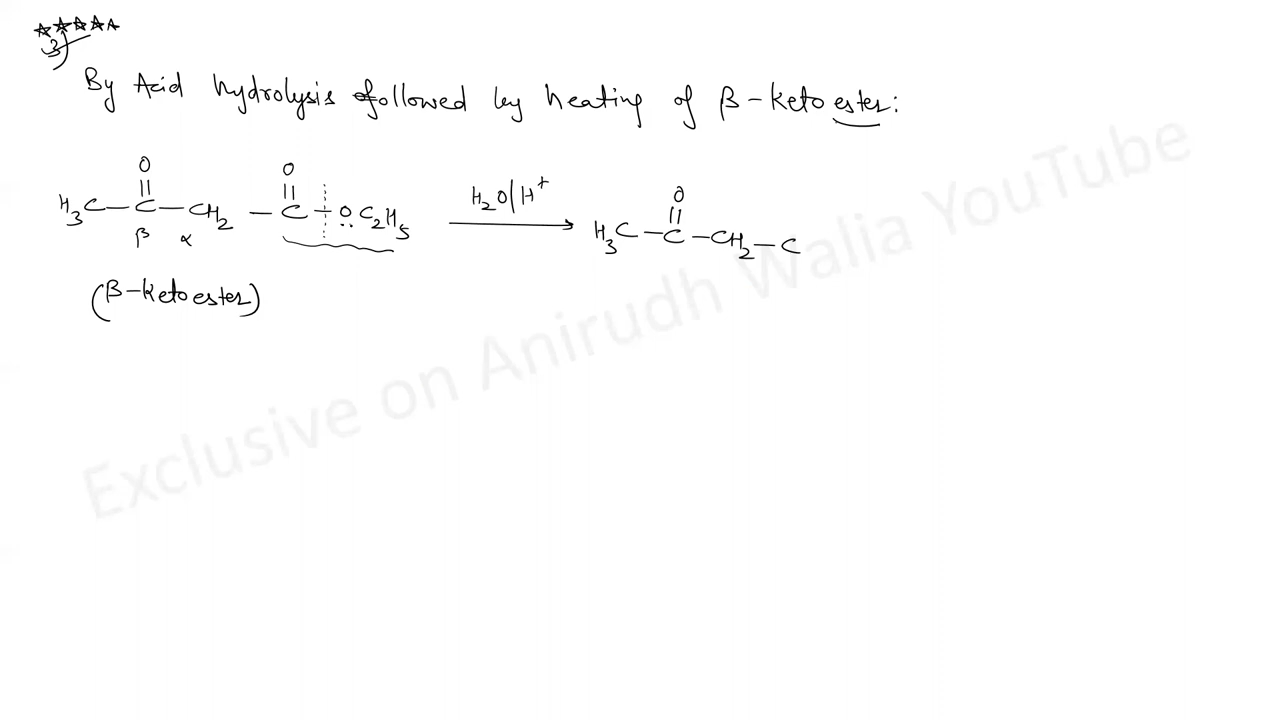 ☆☆☆☆☆
3)
By Acid hydrolysis followed by heating of β-keto ester:
O O
H3C—C—CH2—C—OC2H5 H2O/H+ O
β α H3C—C—CH2—C
(β-keto ester)
Exclusive on Anirudh Walia YouTube